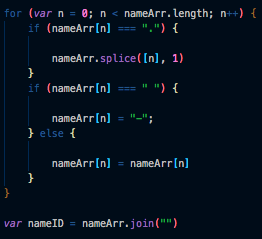 for (var n = 0; n < nameArr.length; n++) {
if (nameArr[n] === ".") {
nameArr.splice([n], 1)
}
if (nameArr[n] === " ") {
nameArr[n] = "-";
} else {
nameArr[n] = nameArr[n]
}
}
var nameID = nameArr.join("")